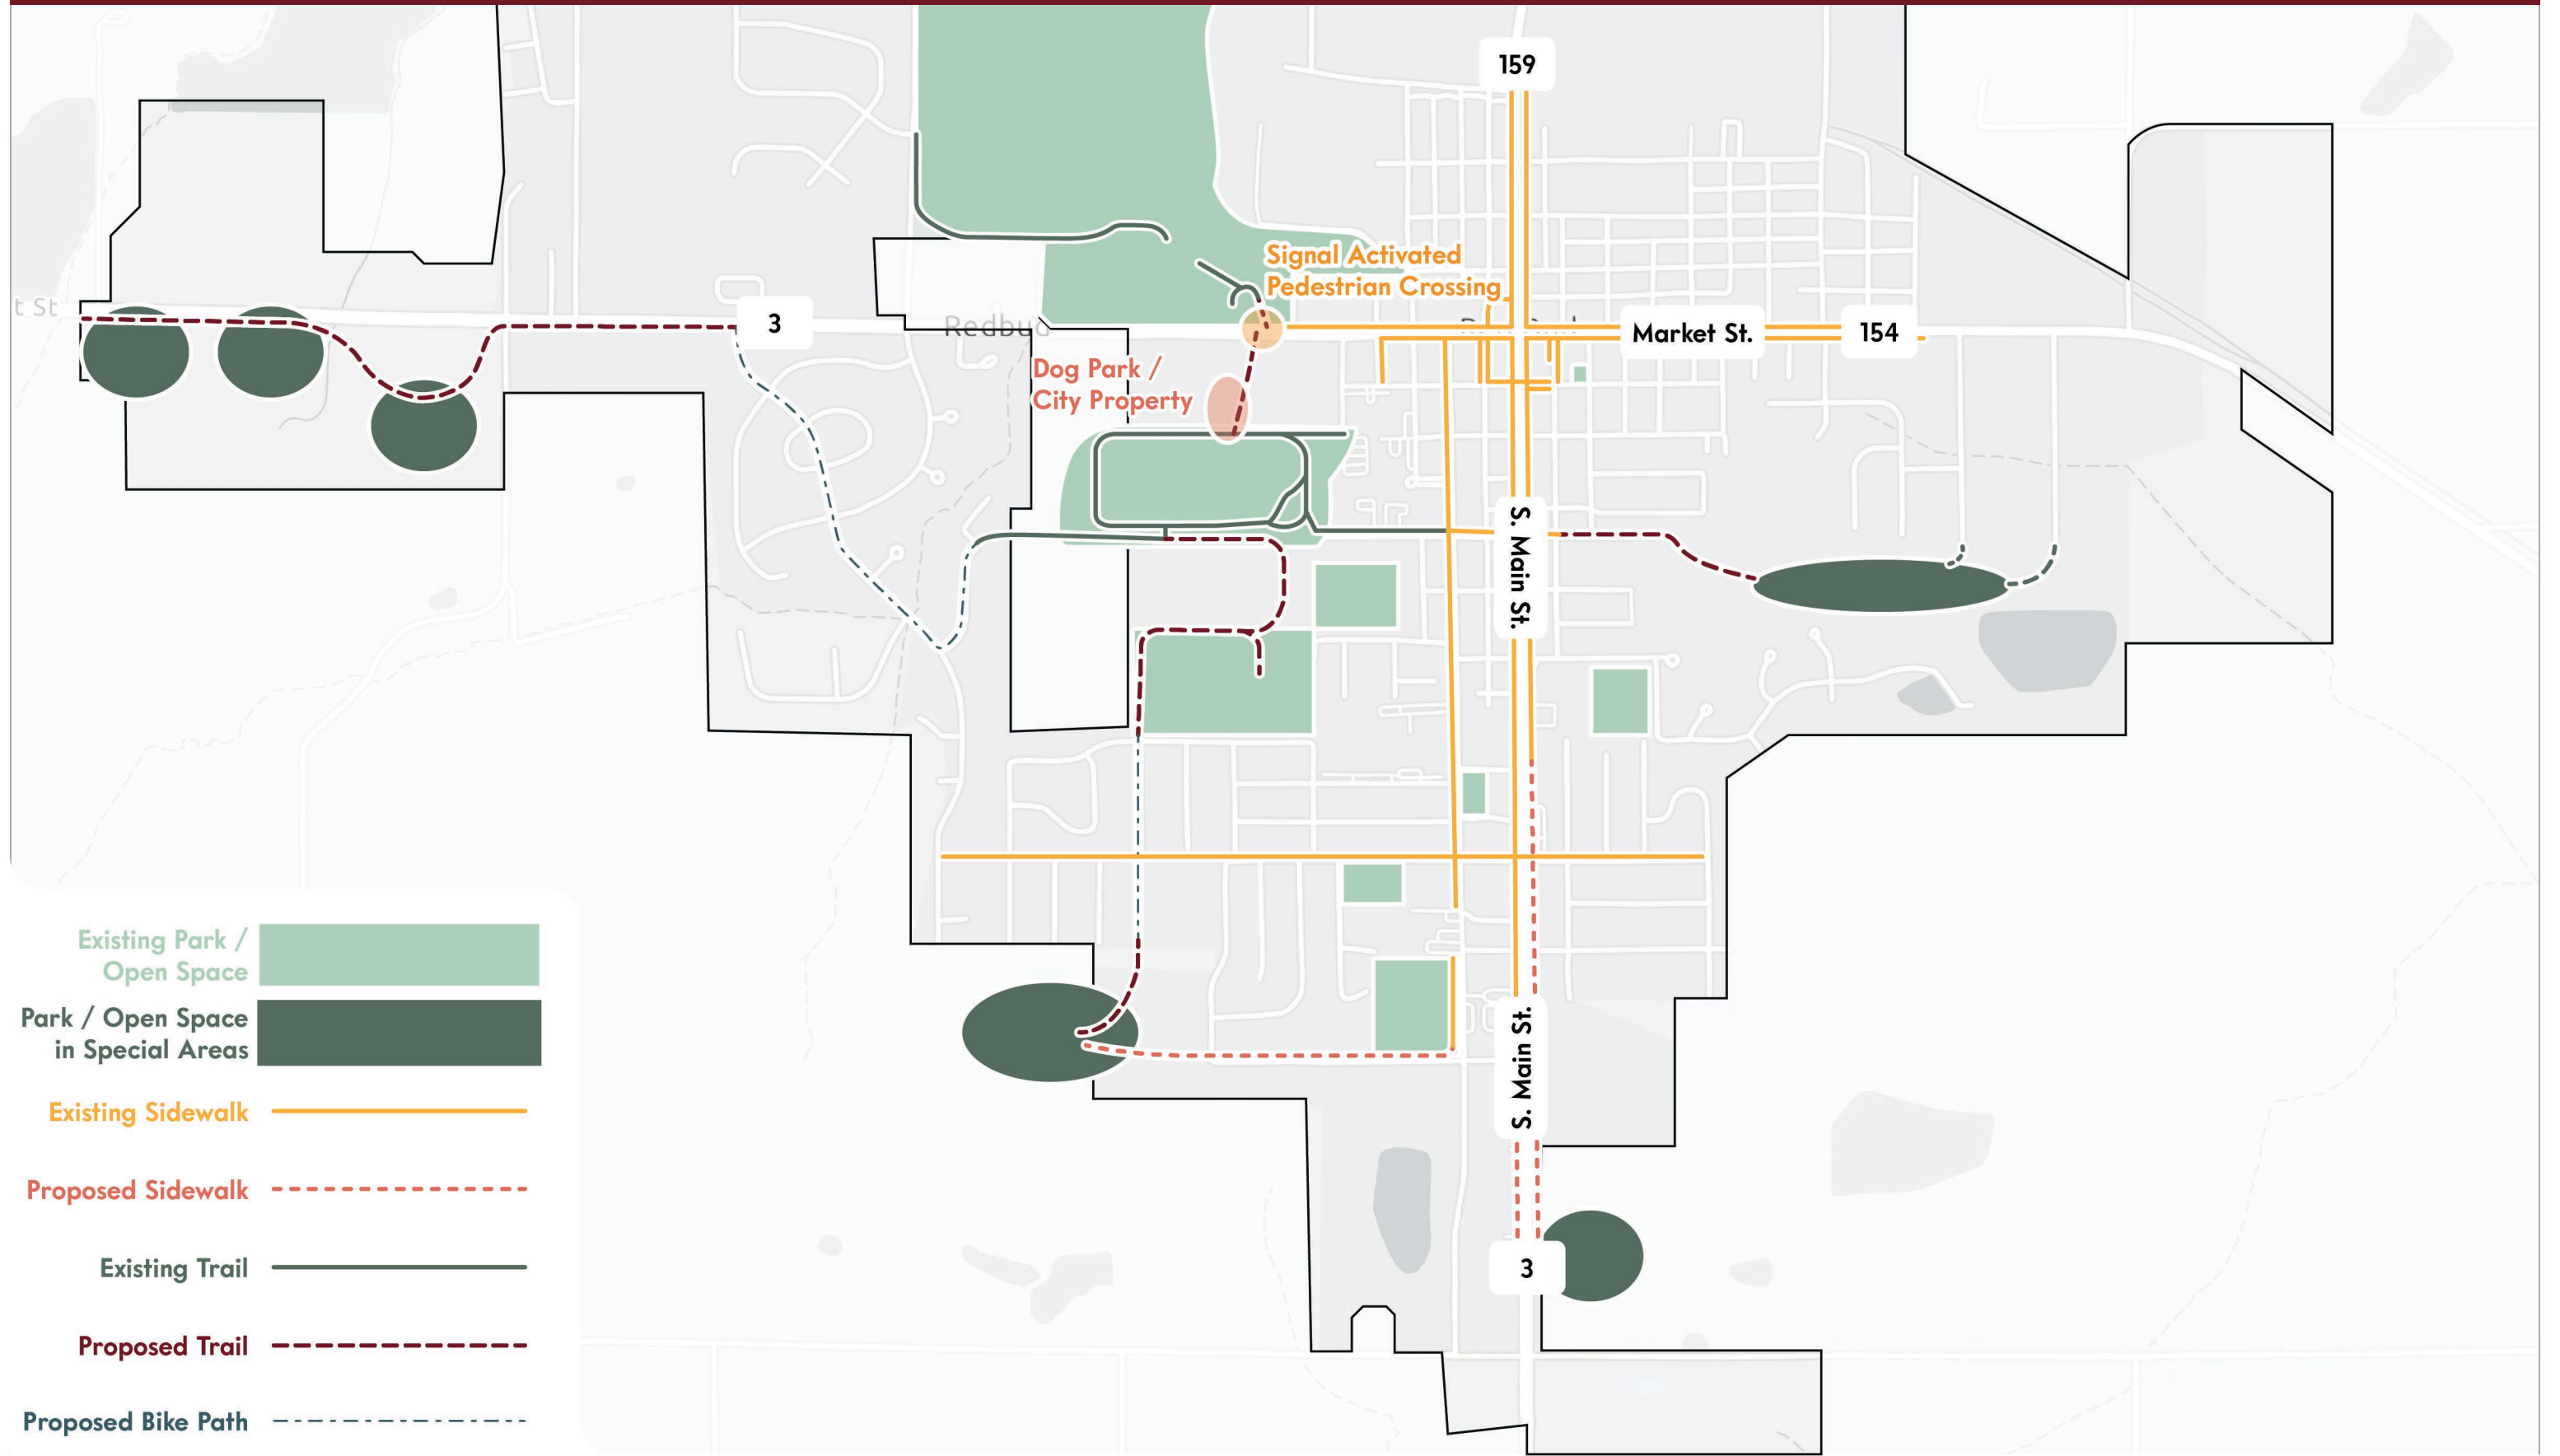 159
Signal Activated
Pedestrian Crossing
t St
3
Redbud
Market St.
154
Dog Park /
City Property
S. Main St.
Existing Park /
Open Space
Park / Open Space
in Special Areas
S. Main St.
Existing Sidewalk
Proposed Sidewalk
Existing Trail
3
Proposed Trail
Proposed Bike Path